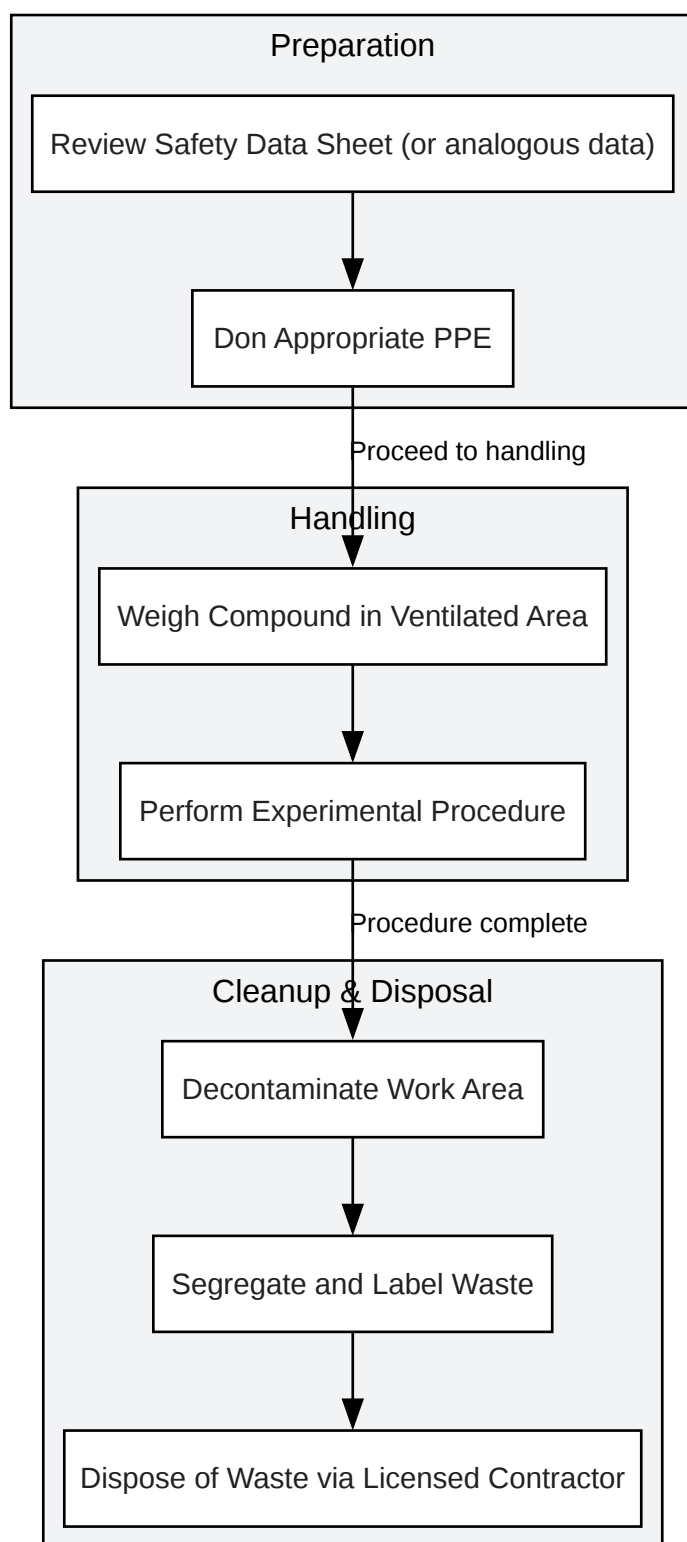 Preparation
Review Safety Data Sheet (or analogous data)
Don Appropriate PPE
Proceed to handling
Handling
Weigh Compound in Ventilated Area
Perform Experimental Procedure
Procedure complete
Cleanup & Disposal
Decontaminate Work Area
Segregate and Label Waste
Dispose of Waste via Licensed Contractor